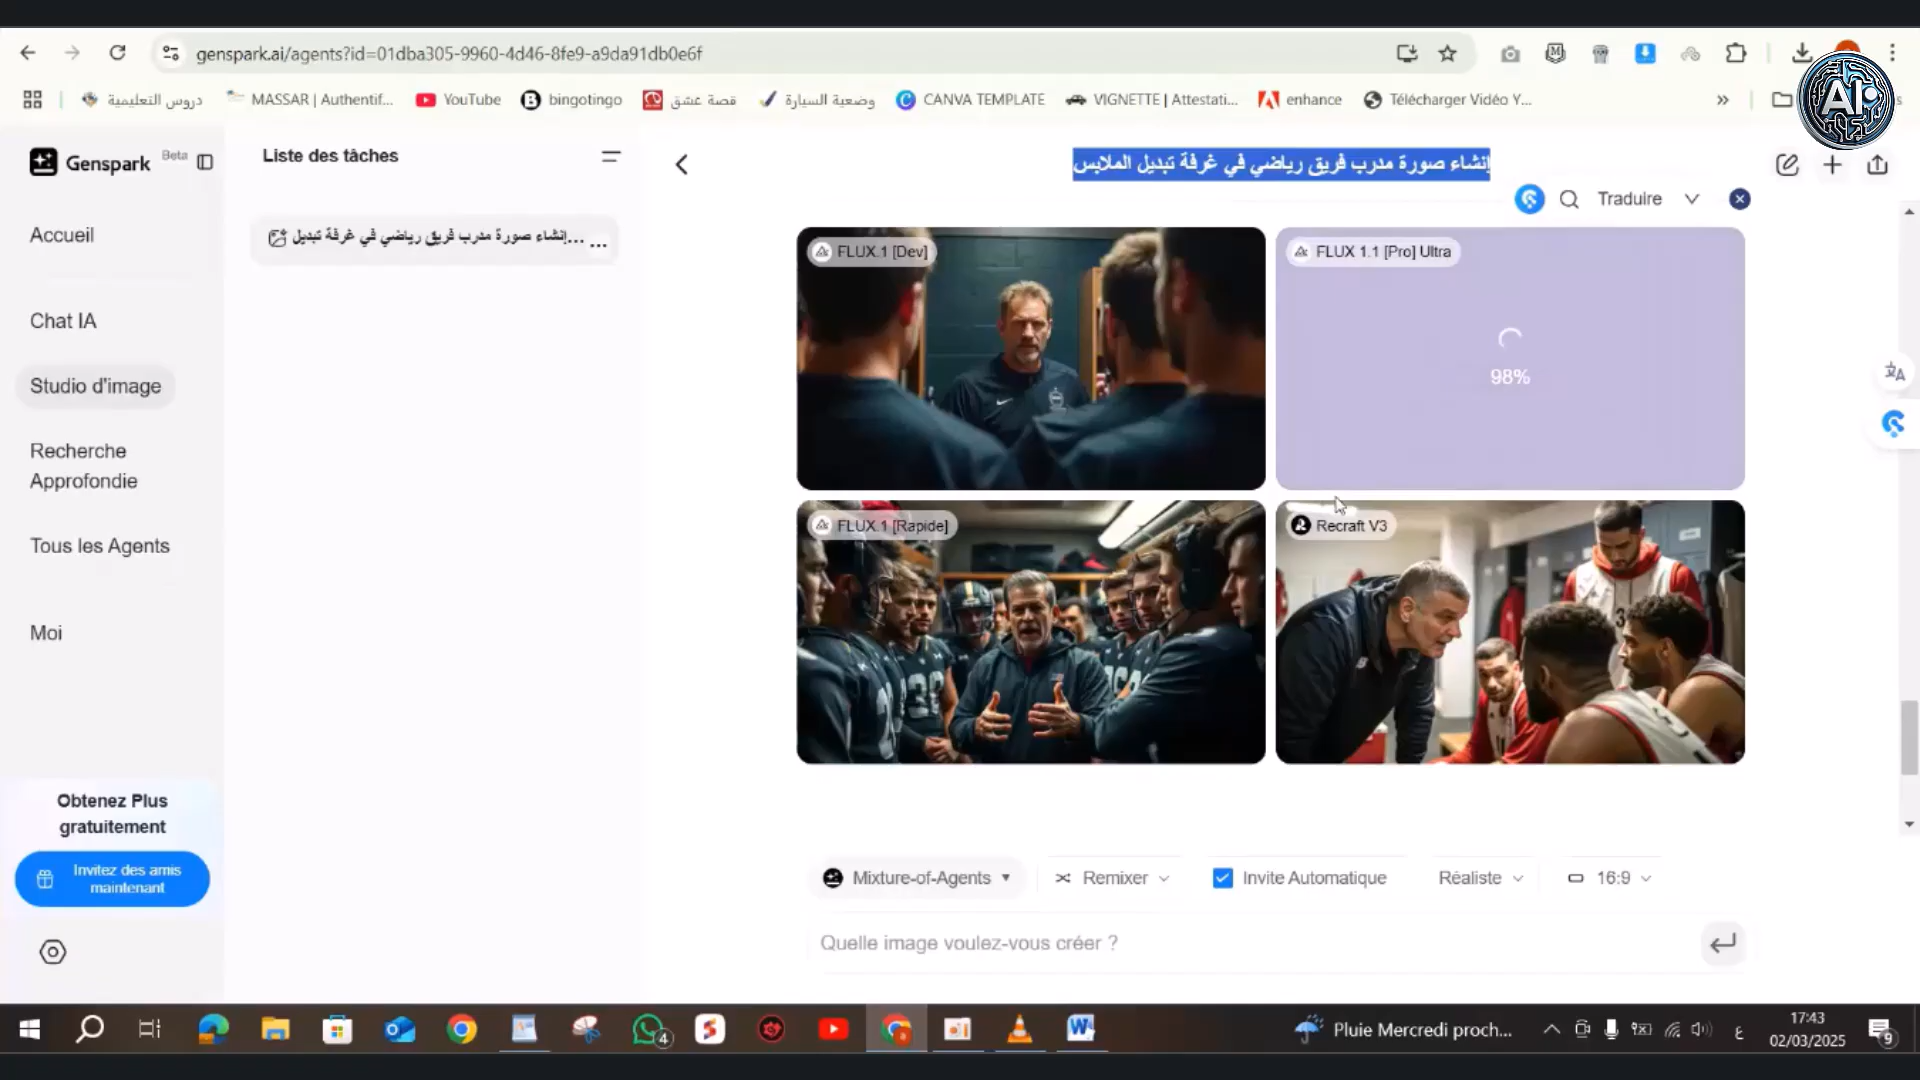 genspark.ai/agents?id=01dba305-9960-4d46-8fe9-a9da91db0e6f
دروس التعليمية
MASSAR | Authentif...
YouTube
bingotingo
قصة عشق
وضعية السيارة
CANVA TEMPLATE
VIGNETTE | Attestati...
enhance
Télécharger Vidéo Y...
»
AI
Genspark
Beta
Liste des tâches
إنشاء صورة مدرب فريق رياضي في غرفة تبديل الملابس
Traduire
إنشاء صورة مدرب فريق رياضي في غرفة تبديل...
...
Accueil
Chat IA
Studio d'image
Recherche
Approfondie
Tous les Agents
Moi
FLUX.1 [Dev]
FLUX 1.1 [Pro] Ultra
98%
FLUX.1 [Rapide]
Recraft V3
Obtenez Plus
gratuitement
Invitez des amis
maintenant
Mixture-of-Agents
Remixer
Invite Automatique
Réaliste
16:9
Quelle image voulez-vous créer ?
4
Pluie Mercredi proch...
ع
17:43
02/03/2025
9